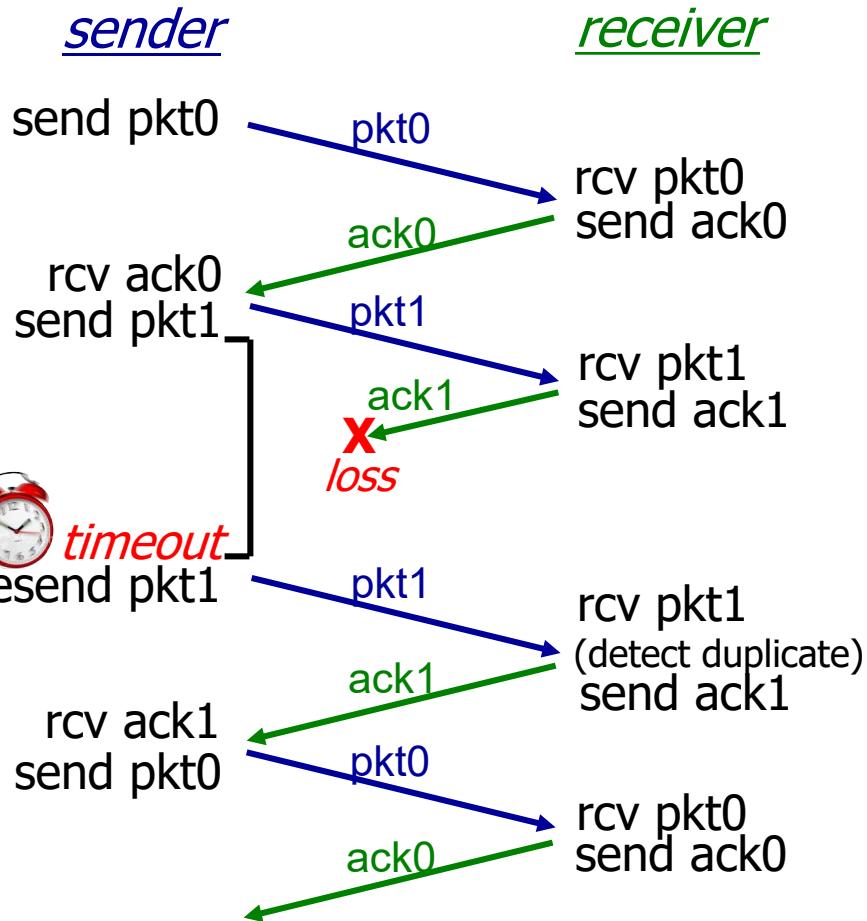 sender
receiver
send pkt0
pkt0
rcv pkt0
send ack0
ack0
rcv ack0
send pkt1
pkt1
rcv pkt1
send ack1
ack1
X
loss
timeout
esend pkt1
pkt1
rcv pkt1
(detect duplicate)
send ack1
ack1
rcv ack1
send pkt0
pkt0
rcv pkt0
send ack0
ack0